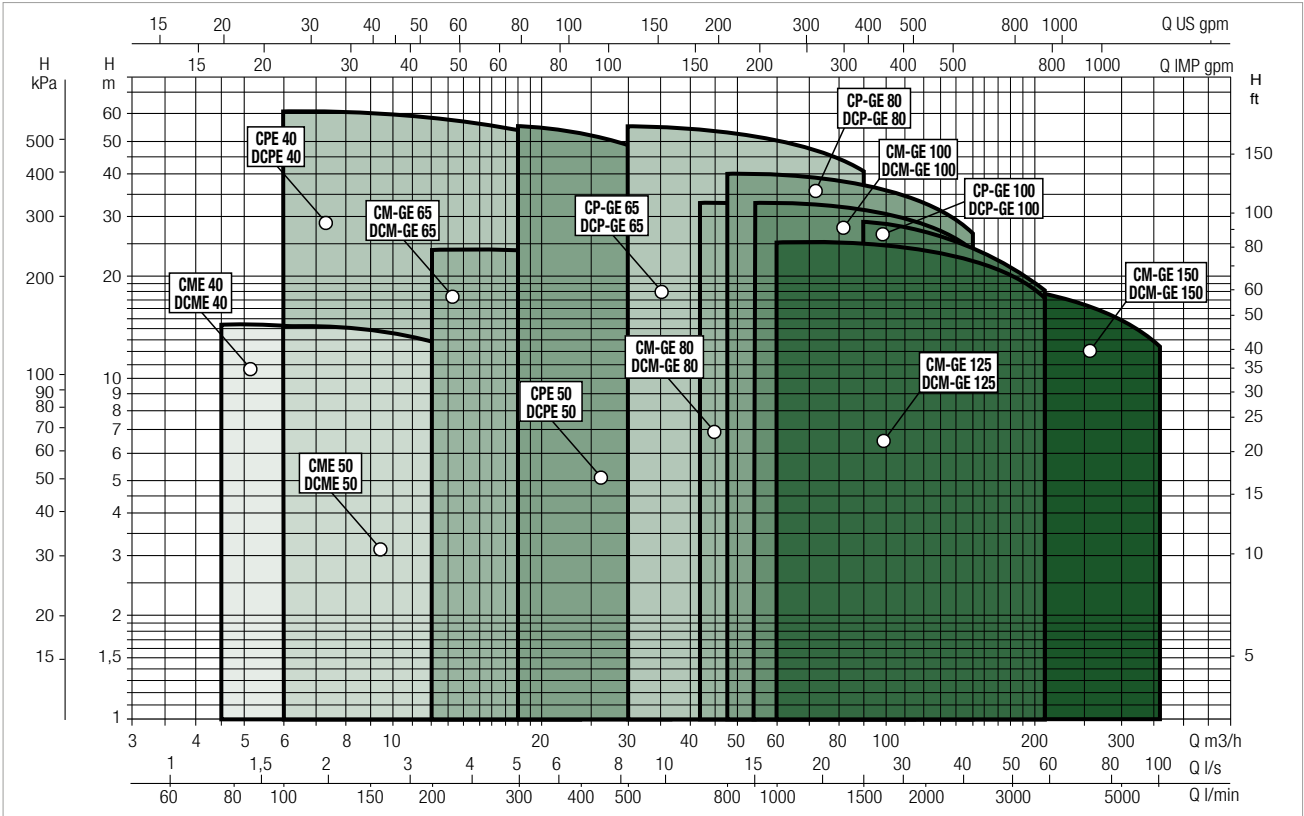 15 20 30 40 50 60 80 100 150 200 300 400 500 800 1000 Q US gpm
15 20 30 40 50 60 80 100 150 200 300 400 500 800 1000 Q IMP gpm
H
kPa
500
400
300
200
100
90
80
70
60
50
40
30
20
15
H
m
60
50
40
30
20
10
9
8
7
6
5
4
3
2
1,5
1
CPE 40
DCPE 40
CM-GE 65
DCM-GE 65
CME 40
DCME 40
CME 50
DCME 50
CPE 50
DCPE 50
CP-GE 65
DCP-GE 65
CM-GE 80
DCM-GE 80
CP-GE 80
DCP-GE 80
CM-GE 100
DCM-GE 100
CP-GE 100
DCP-GE 100
CM-GE 150
DCM-GE 150
CM-GE 125
DCM-GE 125
H
ft
150
100
80
60
50
40
35
30
25
20
15
10
5
3 4 5 6 8 10 20 30 40 50 60 100 200 300 Q m3/h
1 1,5 2 3 4 5 6 8 10 15 20 30 40 50 60 80 100 Q l/s
60 80 100 150 200 300 400 500 800 1000 1500 2000 3000 5000 Q l/min